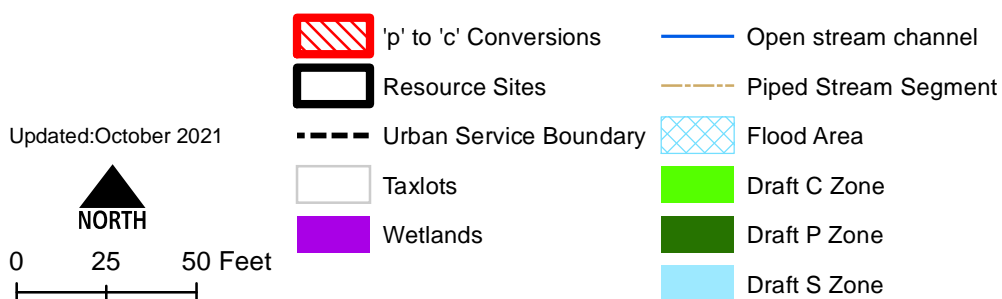 Updated:October 2021
NORTH
0 25 50 Feet
'p' to 'c' Conversions
Resource Sites
Urban Service Boundary
Taxlots
Wetlands
Open stream channel
Piped Stream Segment
Flood Area
Draft C Zone
Draft P Zone
Draft S Zone